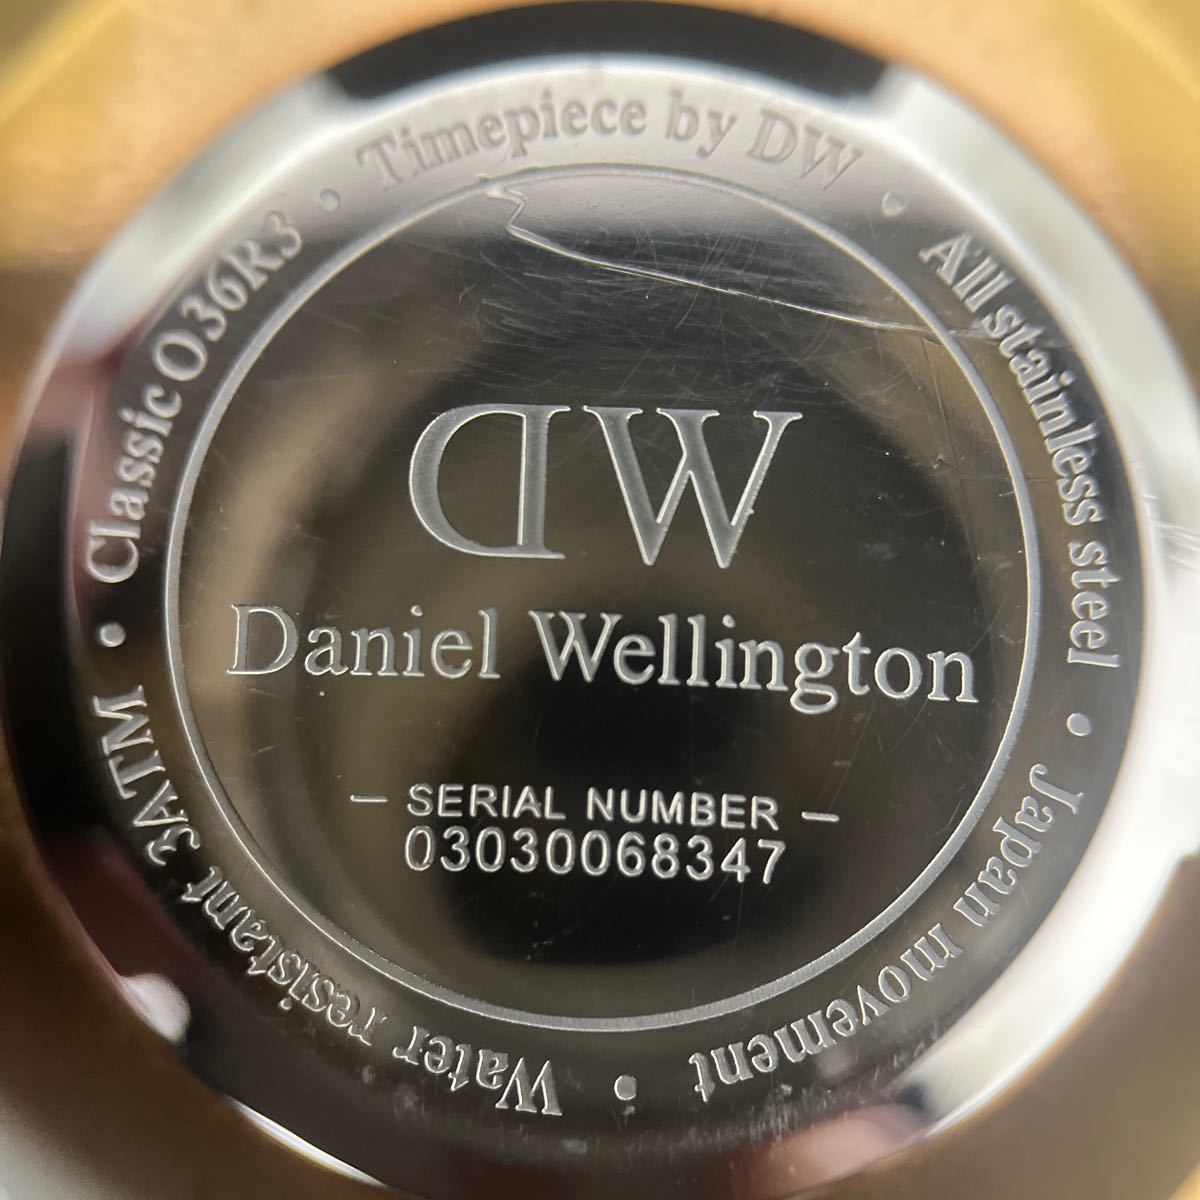 Timepiece by DW • All stainless steel • Japan movement • Water resistant 3ATM • Classic O36R3 •
DW
Daniel Wellington
— SERIAL NUMBER —
03030068347